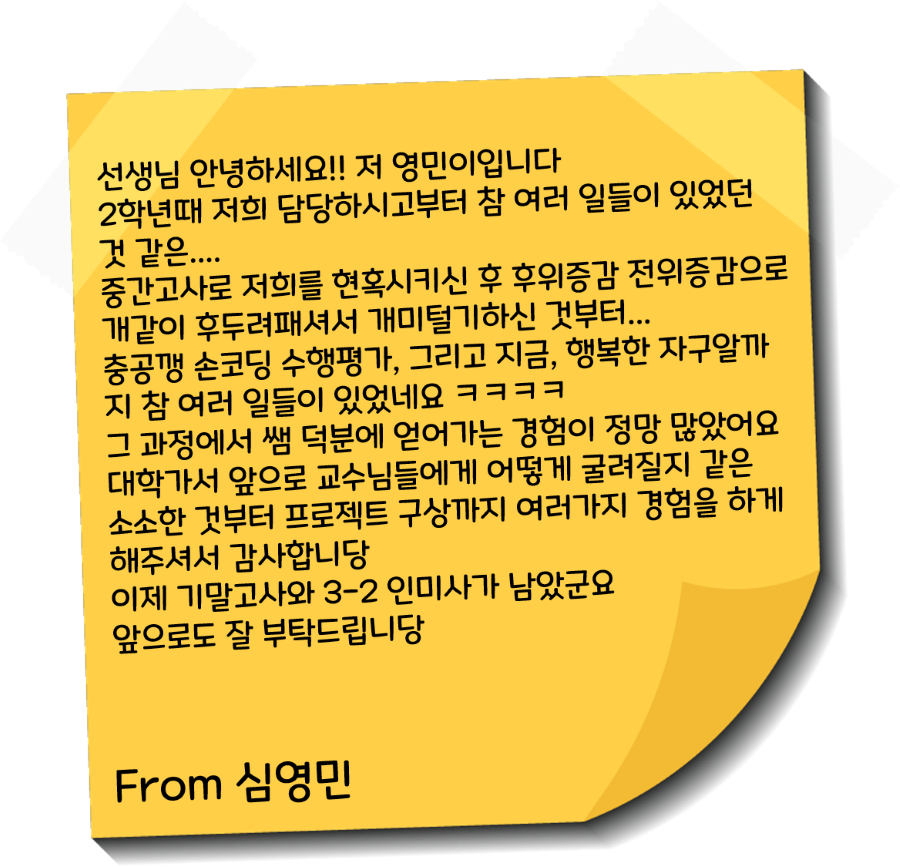 선생님 안녕하세요!! 저 영민이입니다
2학년때 저희 담당하시고부터 참 여러 일들이 있었던
것 같은....
중간고사로 저희를 현혹시키신 후 후위증감 전위증감으로
개같이 후두려패셔서 개미털기하신 것부터...
충공깽 손코딩 수행평가, 그리고 지금, 행복한 자구알까
지 참 여러 일들이 있었네요 ㅋㅋㅋㅋ
그 과정에서 쌤 덕분에 얻어가는 경험이 정망 많았어요
대학가서 앞으로 교수님들에게 어떻게 굴려질지 같은
소소한 것부터 프로젝트 구상까지 여러가지 경험을 하게
해주셔서 감사합니당
이제 기말고사와 3-2 인미사가 남았군요
앞으로도 잘 부탁드립니당
From 심영민